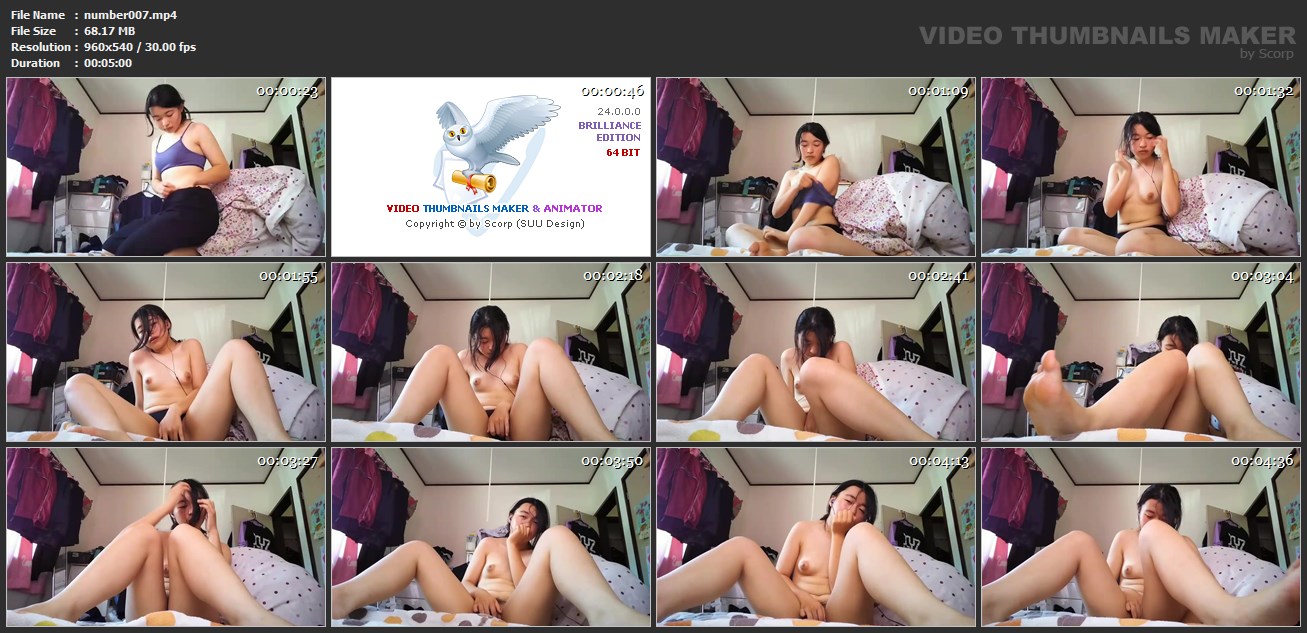 File Name : number007.mp4
File Size : 68.17 MB
Resolution : 960x540 / 30.00 fps
Duration : 00:05:00
VIDEO THUMBNAILS MAKER
by Scorp
00:00:23
00:00:46
24.0.0.0
BRILLIANCE
EDITION
64 BIT
VIDEO THUMBNAILS MAKER & ANIMATOR
Copyright © by Scorp (SUU Design)
00:01:09
00:01:32
00:01:55
00:02:18
00:02:41
00:03:04
00:03:27
00:03:50
00:04:13
00:04:36